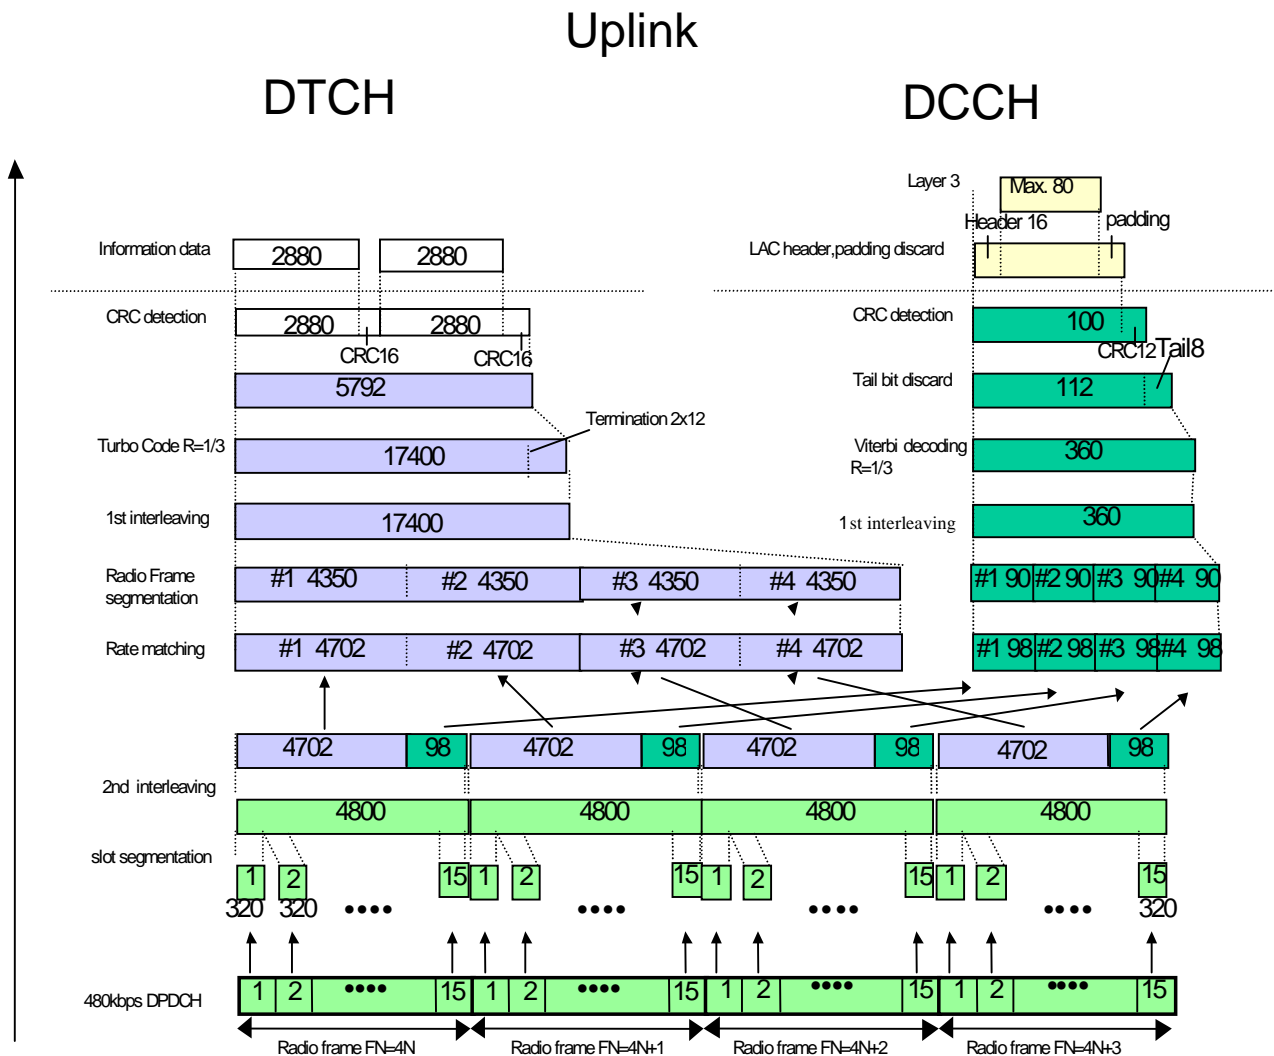 Uplink
DTCH
DCCH
Layer 3
Max. 80
Header 16
padding
Information data
2880
2880
LAC header,padding discard
CRC detection
2880
2880
CRC detection
100
CRC16
CRC16
CRC12
Tail8
5792
Tail bit discard
112
Termination 2x12
Turbo Code R=1/3
17400
Viterbi decoding
R=1/3
360
1st interleaving
17400
1st interleaving
360
Radio Frame
segmentation
#1 4350
#2 4350
#3 4350
#4 4350
#1 90
#2 90
#3 90
#4 90
Rate matching
#1 4702
#2 4702
#3 4702
#4 4702
#1 98
#2 98
#3 98
#4 98
4702
98
4702
98
4702
98
4702
98
2nd interleaving
4800
4800
4800
4800
slot segmentation
1
2
15
1
2
15
1
2
15
1
2
15
320
320
••••
••••
••••
••••
320
480kbps DPDCH
1
2
••••
15
1
2
••••
15
1
2
••••
15
1
2
••••
15
Radio frame FN=4N
Radio frame FN=4N+1
Radio frame FN=4N+2
Radio frame FN=4N+3